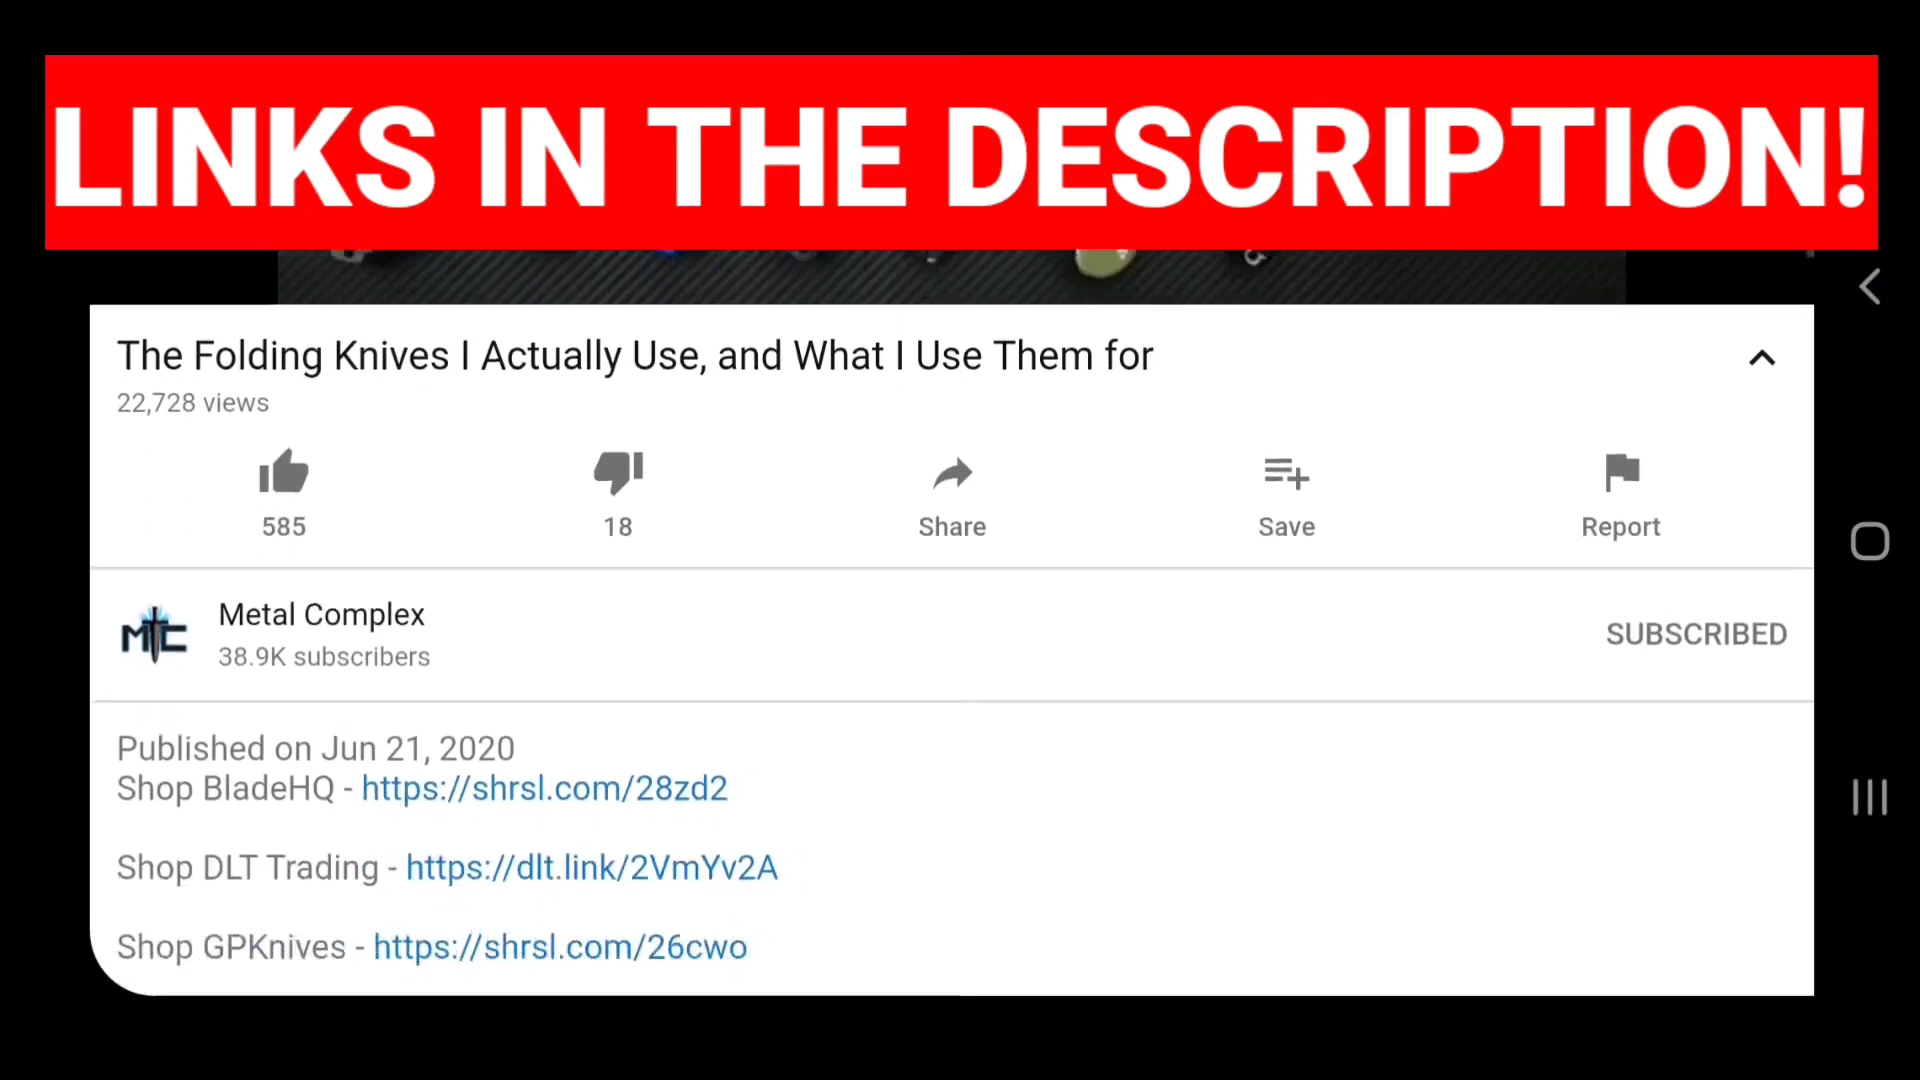 LINKS IN THE DESCRIPTION!
The Folding Knives I Actually Use, and What I Use Them for
22,728 views
585
18
Share
Save
Report
MTC
Metal Complex
38.9K subscribers
SUBSCRIBED
Published on Jun 21, 2020
Shop BladeHQ - https://shrsl.com/28zd2
Shop DLT Trading - https://dlt.link/2VmYv2A
Shop GPKnives - https://shrsl.com/26cwo